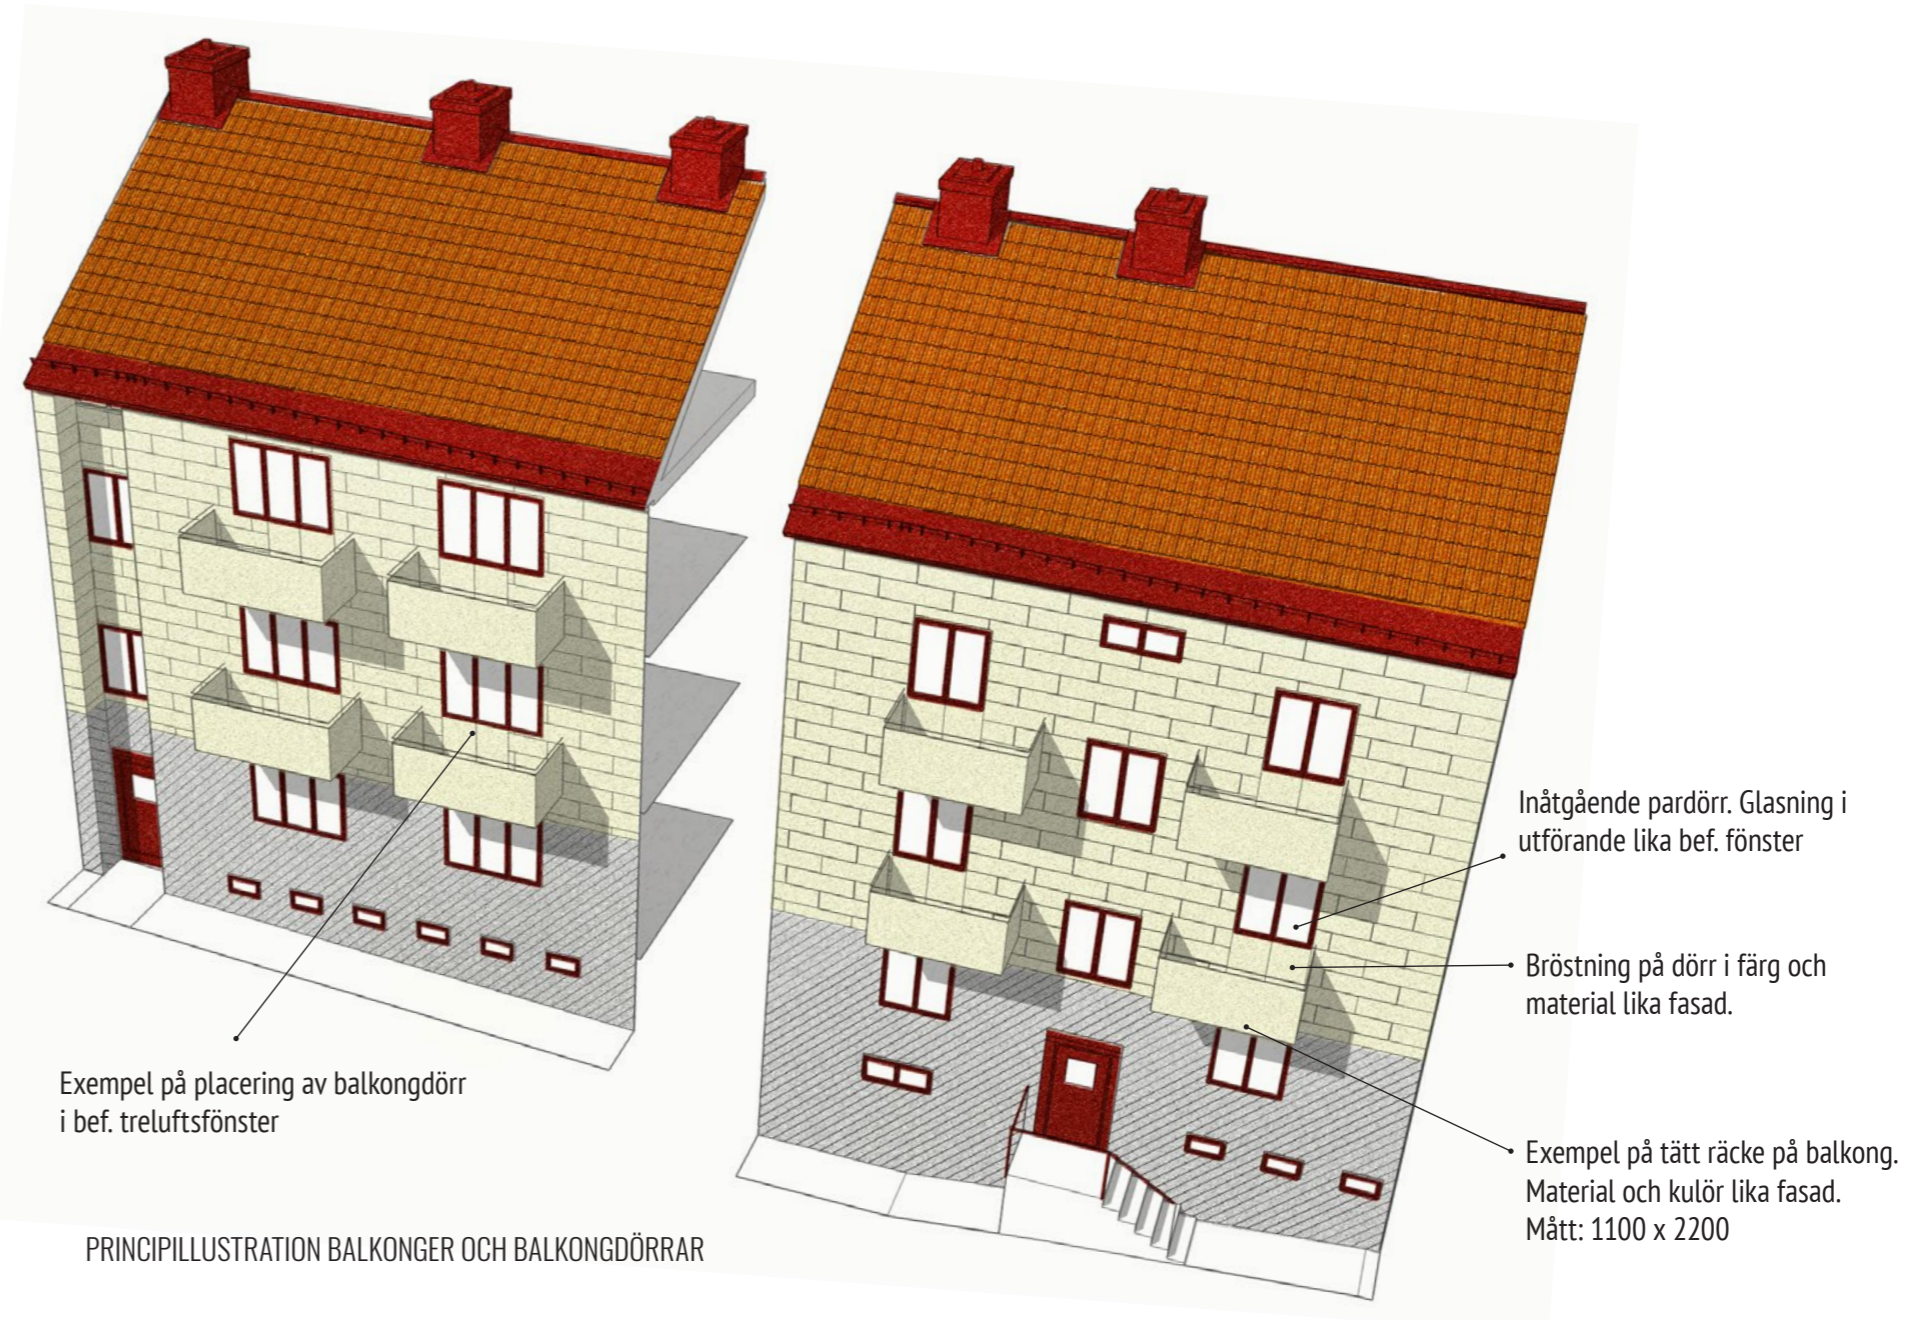 Inåtgående pardörr. Glasning i
utförande lika bef. fönster
Bröstning på dörr i färg och
material lika fasad.
Exempel på placering av balkongdörr
i bef. treluftsfönster
Exempel på tätt räcke på balkong.
Material och kulör lika fasad.
Mått: 1100 x 2200
PRINCIPILLUSTRATION BALKONGER OCH BALKONGDÖRRAR